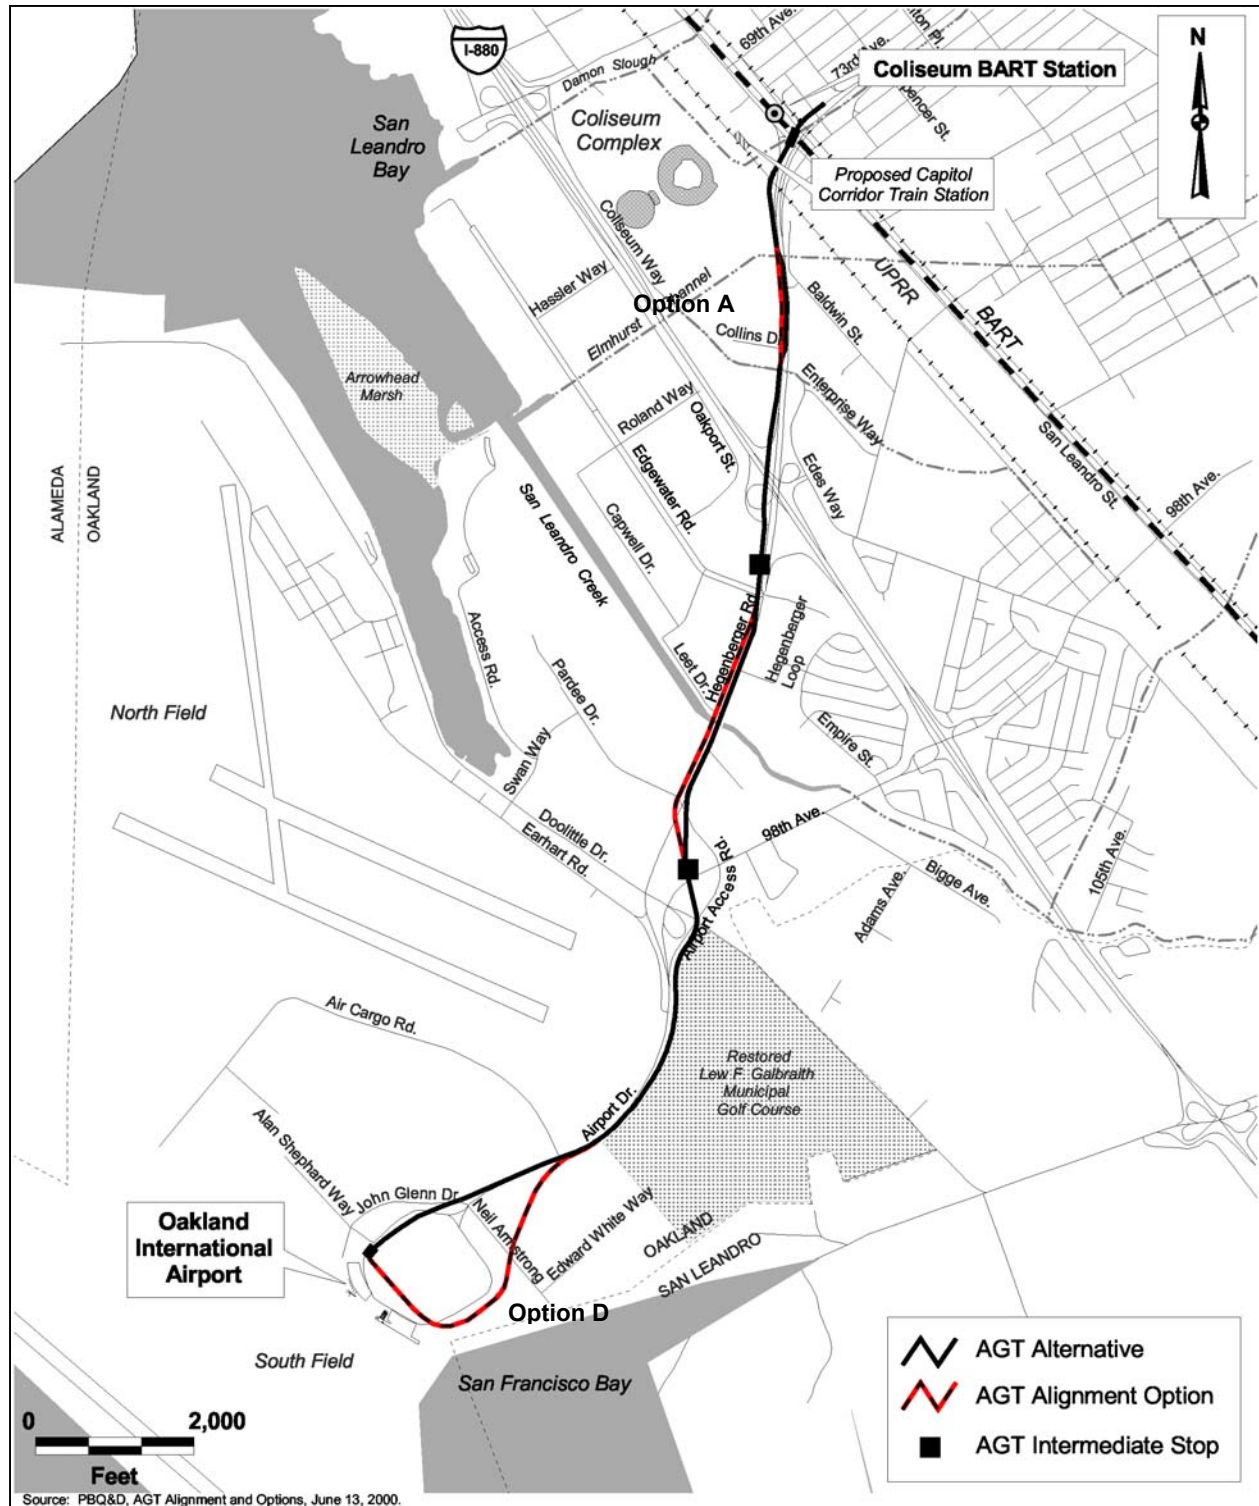 I-880
69th Ave.
nton Pl.
73rd Ave.
Coliseum BART Station
N
Damon Slough
Spencer St.
San
Leandro
Bay
Coliseum
Complex
Proposed Capitol
Corridor Train Station
Coliseum Way
Hassler Way
UPRR
BART
Option A
Elmhurst Channel
Baldwin St.
Collins D
Arrowhead
Marsh
Enterprise Way
Roland Way
Oakport St.
San Leandro St.
Edgewater Rd.
Edes Way
98th Ave.
ALAMEDA
OAKLAND
San Leandro Creek
Capwell Dr.
Access Rd.
Hegenberger Rd.
Hegenberger
Loop
Leet Dr.
Pardee Dr.
North Field
Swan Way
Empire St.
Doolittle Dr.
Earhart Rd.
98th Ave.
Airport Access Rd.
105th Ave.
Bigge Ave.
Adams Ave.
Air Cargo Rd.
Restored
Lew F. Galbraith
Municipal
Golf Course
Airport Dr.
Alan Shephard Way
John Glenn Dr.
Neil Armstrong
Edward White Way
OAKLAND
SAN LEANDRO
Oakland
International
Airport
Option D
South Field
San Francisco Bay
AGT Alternative
AGT Alignment Option
AGT Intermediate Stop
0 2,000
Feet
Source: PBQ&D, AGT Alignment and Options, June 13, 2000.